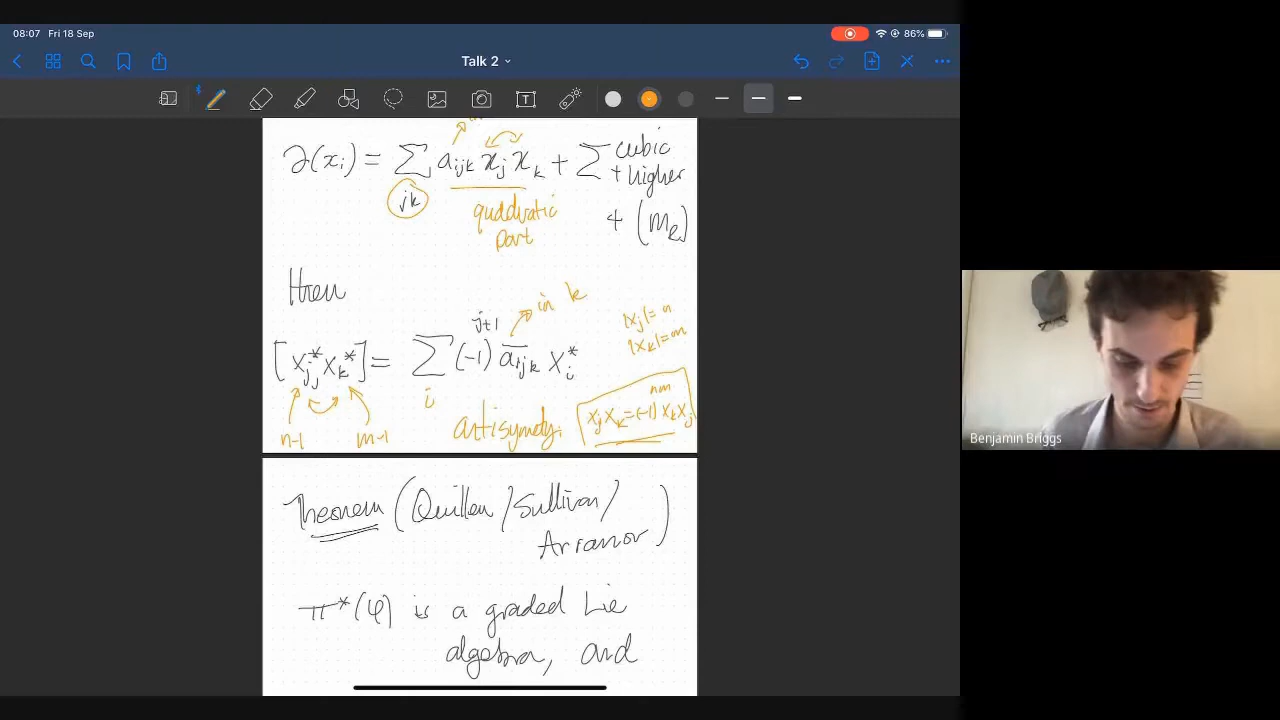 08:07 Fri 18 Sep
86%
Talk 2
T
∂(xᵢ) = Σ aᵢⱼₖ xⱼ xₖ + Σ cubic + higher
jk
quadratic
part
+ (m_R)
then
in k
j+1
|xⱼ| = n
|xₖ| = m
[xⱼ* xₖ*] = Σ (-1) āᵢⱼₖ xᵢ*
i
n-1
m-1
antisymety:
xⱼxₖ = (-1)ⁿᵐ xₖxⱼ
Theorem (Quillen/Sullivan/
Avramov)
π*(φ) is a graded Lie
algebra, and
Benjamin Briggs